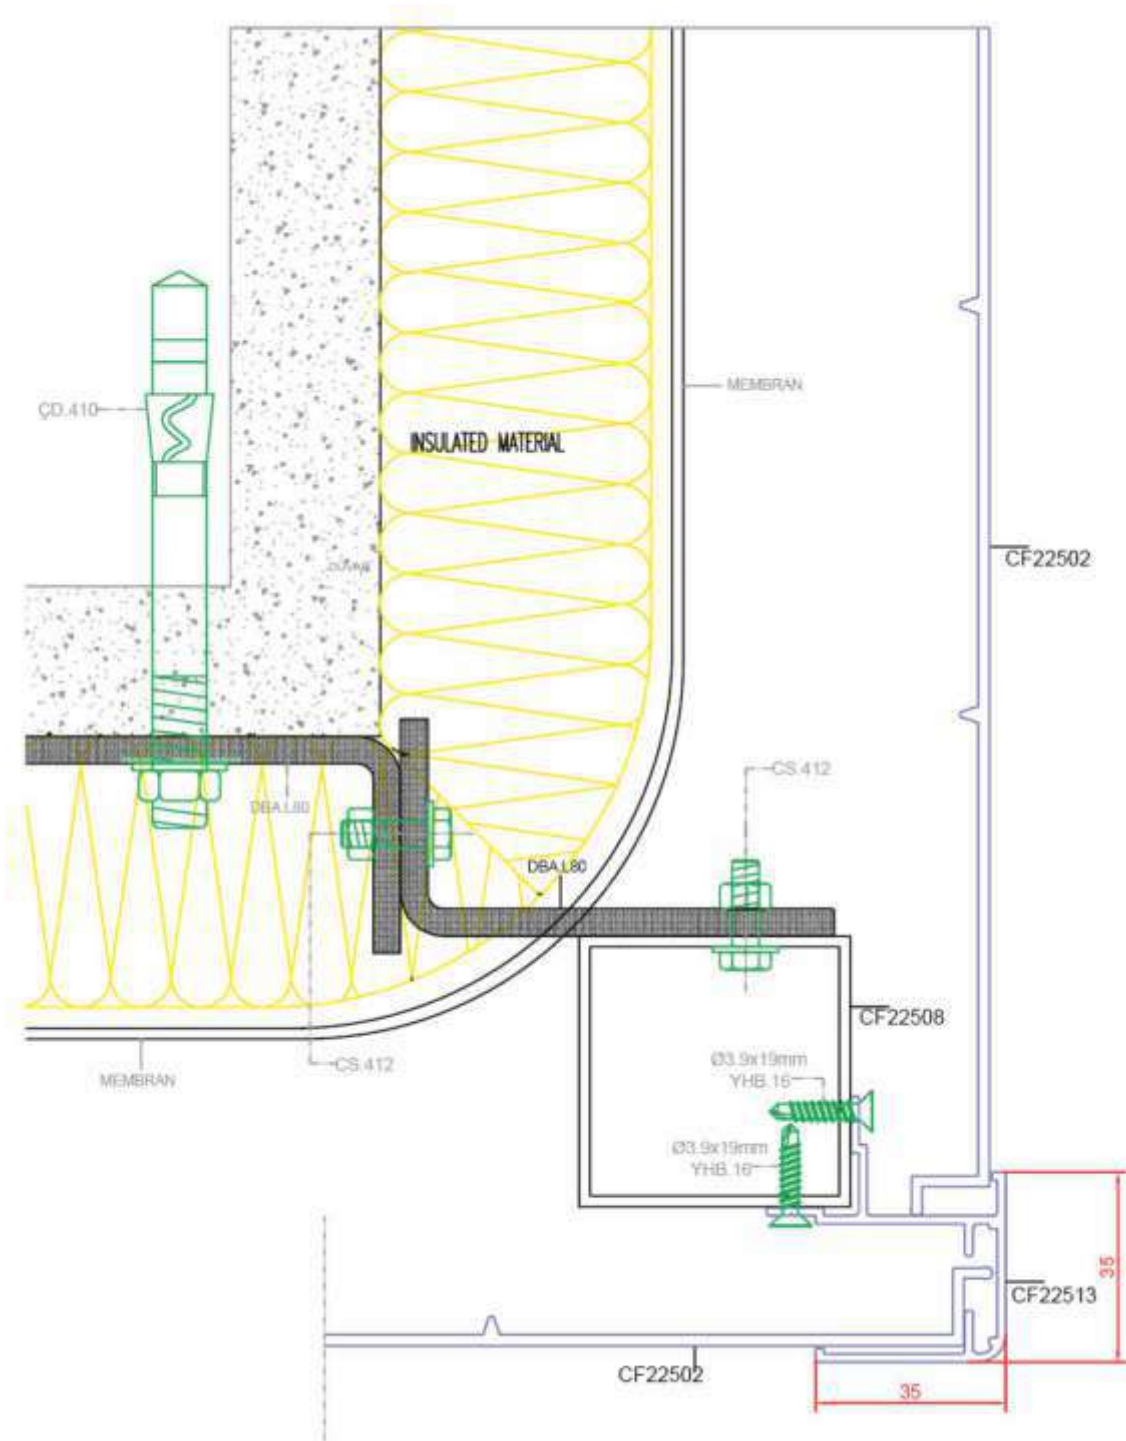 MEMBRAN
ÇD.410
INSULATED MATERIAL
CF22502
CS.412
DBA.L80
DBA.L80
CF22508
CS.412
Ø3.9x19mm
YHB.16
MEMBRAN
Ø3.9x19mm
YHB.16
35
CF22513
CF22502
35